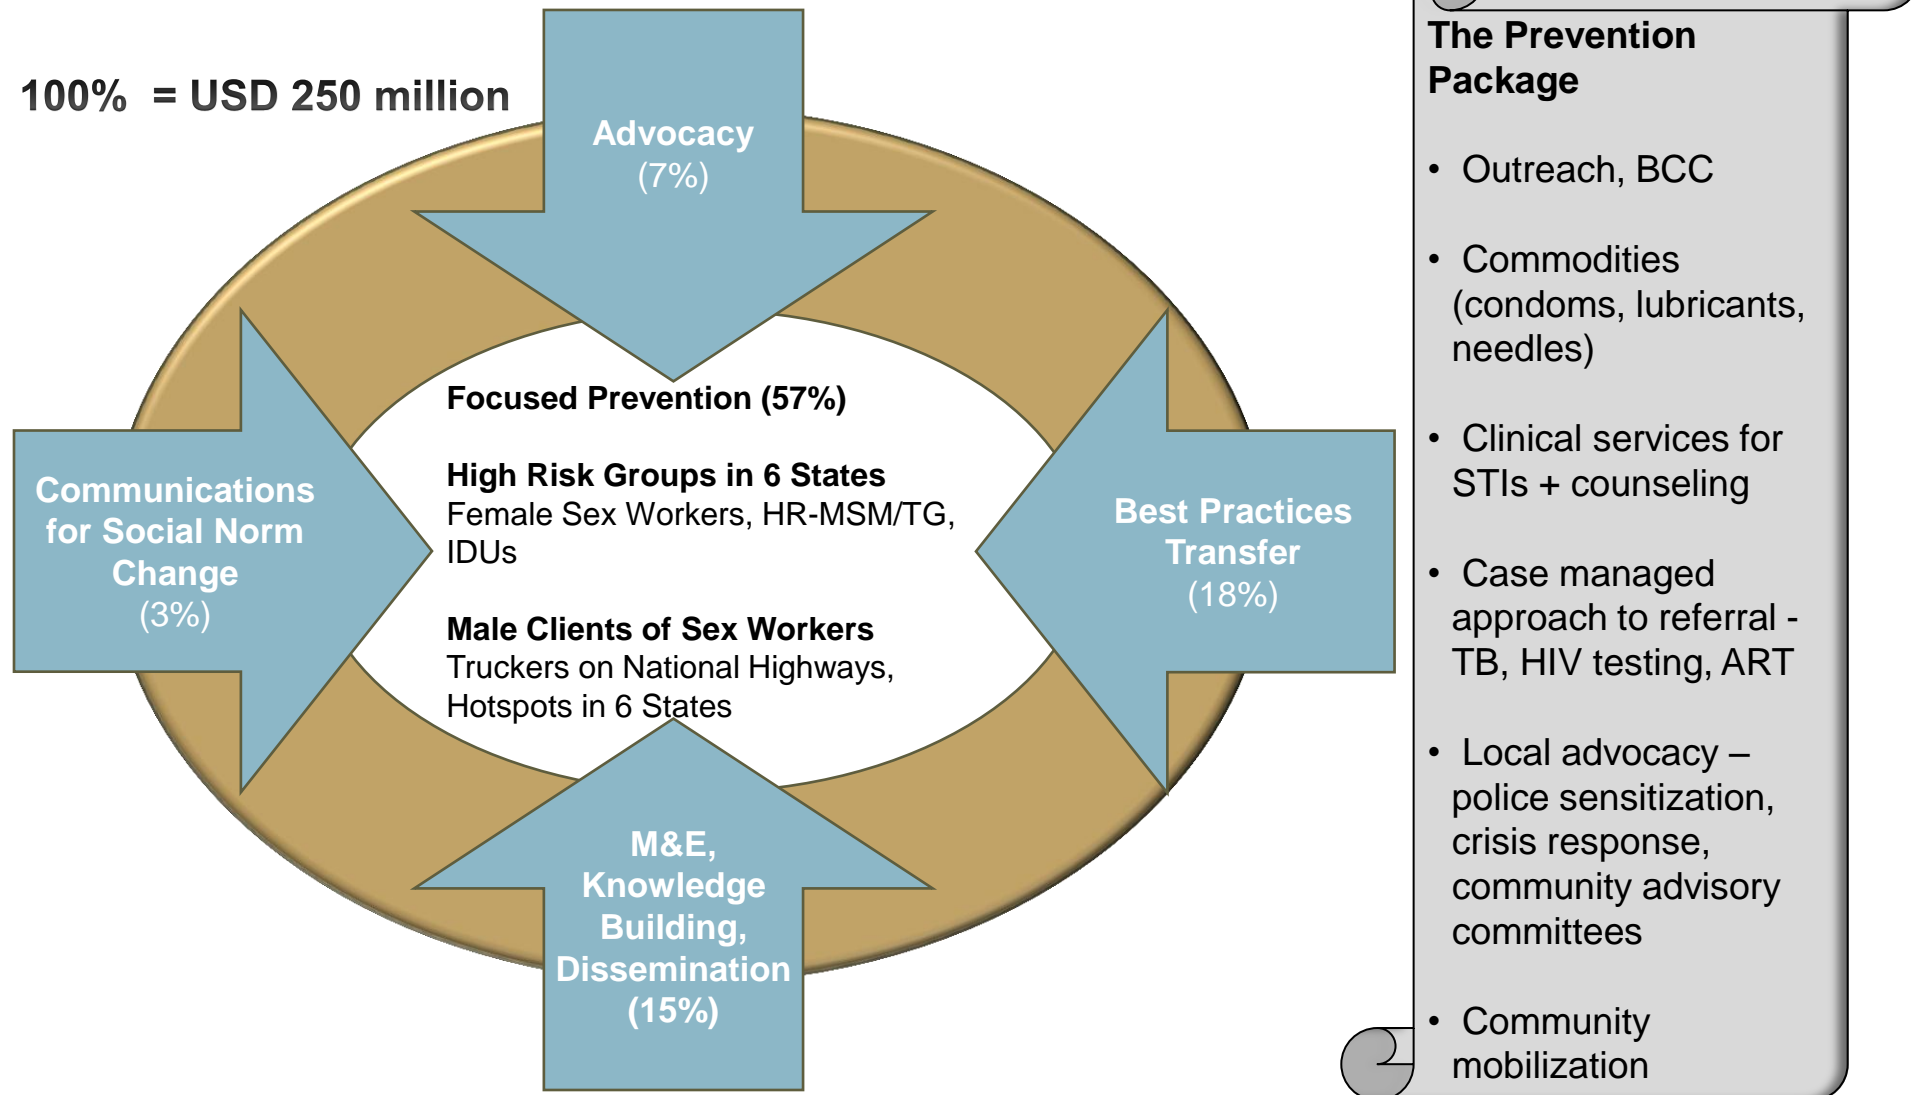 100%  = USD 250 million
Advocacy
(7%)
Communications
for Social Norm
Change
(3%)
Focused Prevention (57%)
High Risk Groups in 6 States
Female Sex Workers, HR-MSM/TG,
IDUs
Male Clients of Sex Workers
Truckers on National Highways,
Hotspots in 6 States
Best Practices
Transfer
(18%)
M&E,
Knowledge
Building,
Dissemination
(15%)
The Prevention
Package
• Outreach, BCC
• Commodities
(condoms, lubricants,
needles)
• Clinical services for
STIs + counseling
• Case managed
approach to referral -
TB, HIV testing, ART
• Local advocacy –
police sensitization,
crisis response,
community advisory
committees
• Community
mobilization